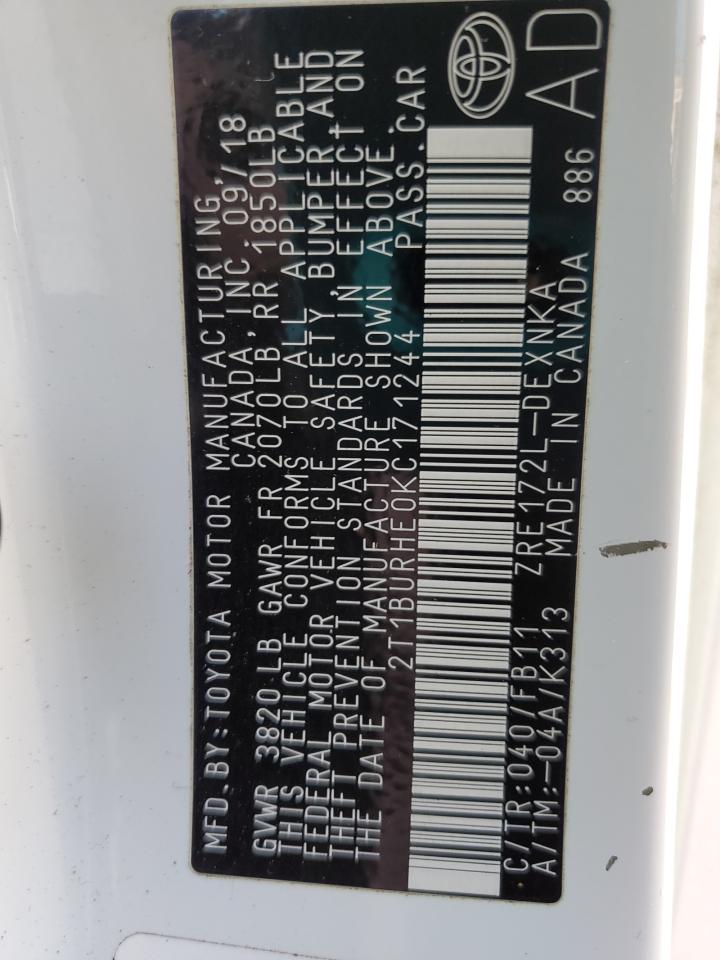 MFD. BY: TOYOTA MOTOR MANUFACTURING
CANADA, INC. 09/18
GVWR 3820 LB GAWR FR 2070LB, RR 1850LB
THIS VEHICLE CONFORMS TO ALL APPLICABLE
FEDERAL MOTOR VEHICLE SAFETY, BUMPER AND
THEFT PREVENTION STANDARDS IN EFFECT ON
THE DATE OF MANUFACTURE SHOWN ABOVE.
2T1BURHE0KC171244 PASS.CAR
C/TR:040/FB11 ZRE172L-DEXNKA
A/TM:-04A/K313 MADE IN CANADA 886
AD